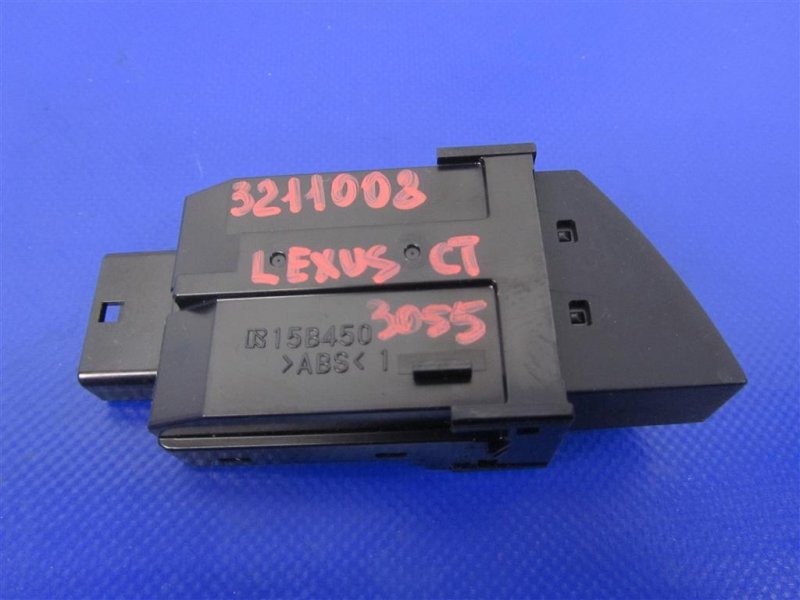 3211008
LEXUS CT
3055
15B450
>ABS< 1